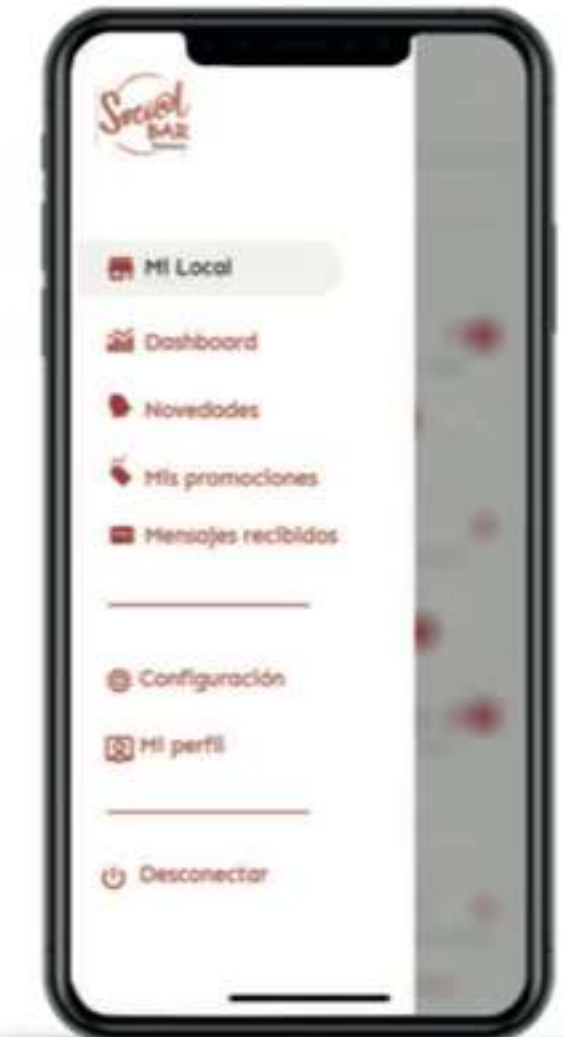 Social
BAR
Mi Local
Dashboard
Novedades
Mis promociones
Mensajes recibidos
Configuración
Mi perfil
Desconectar